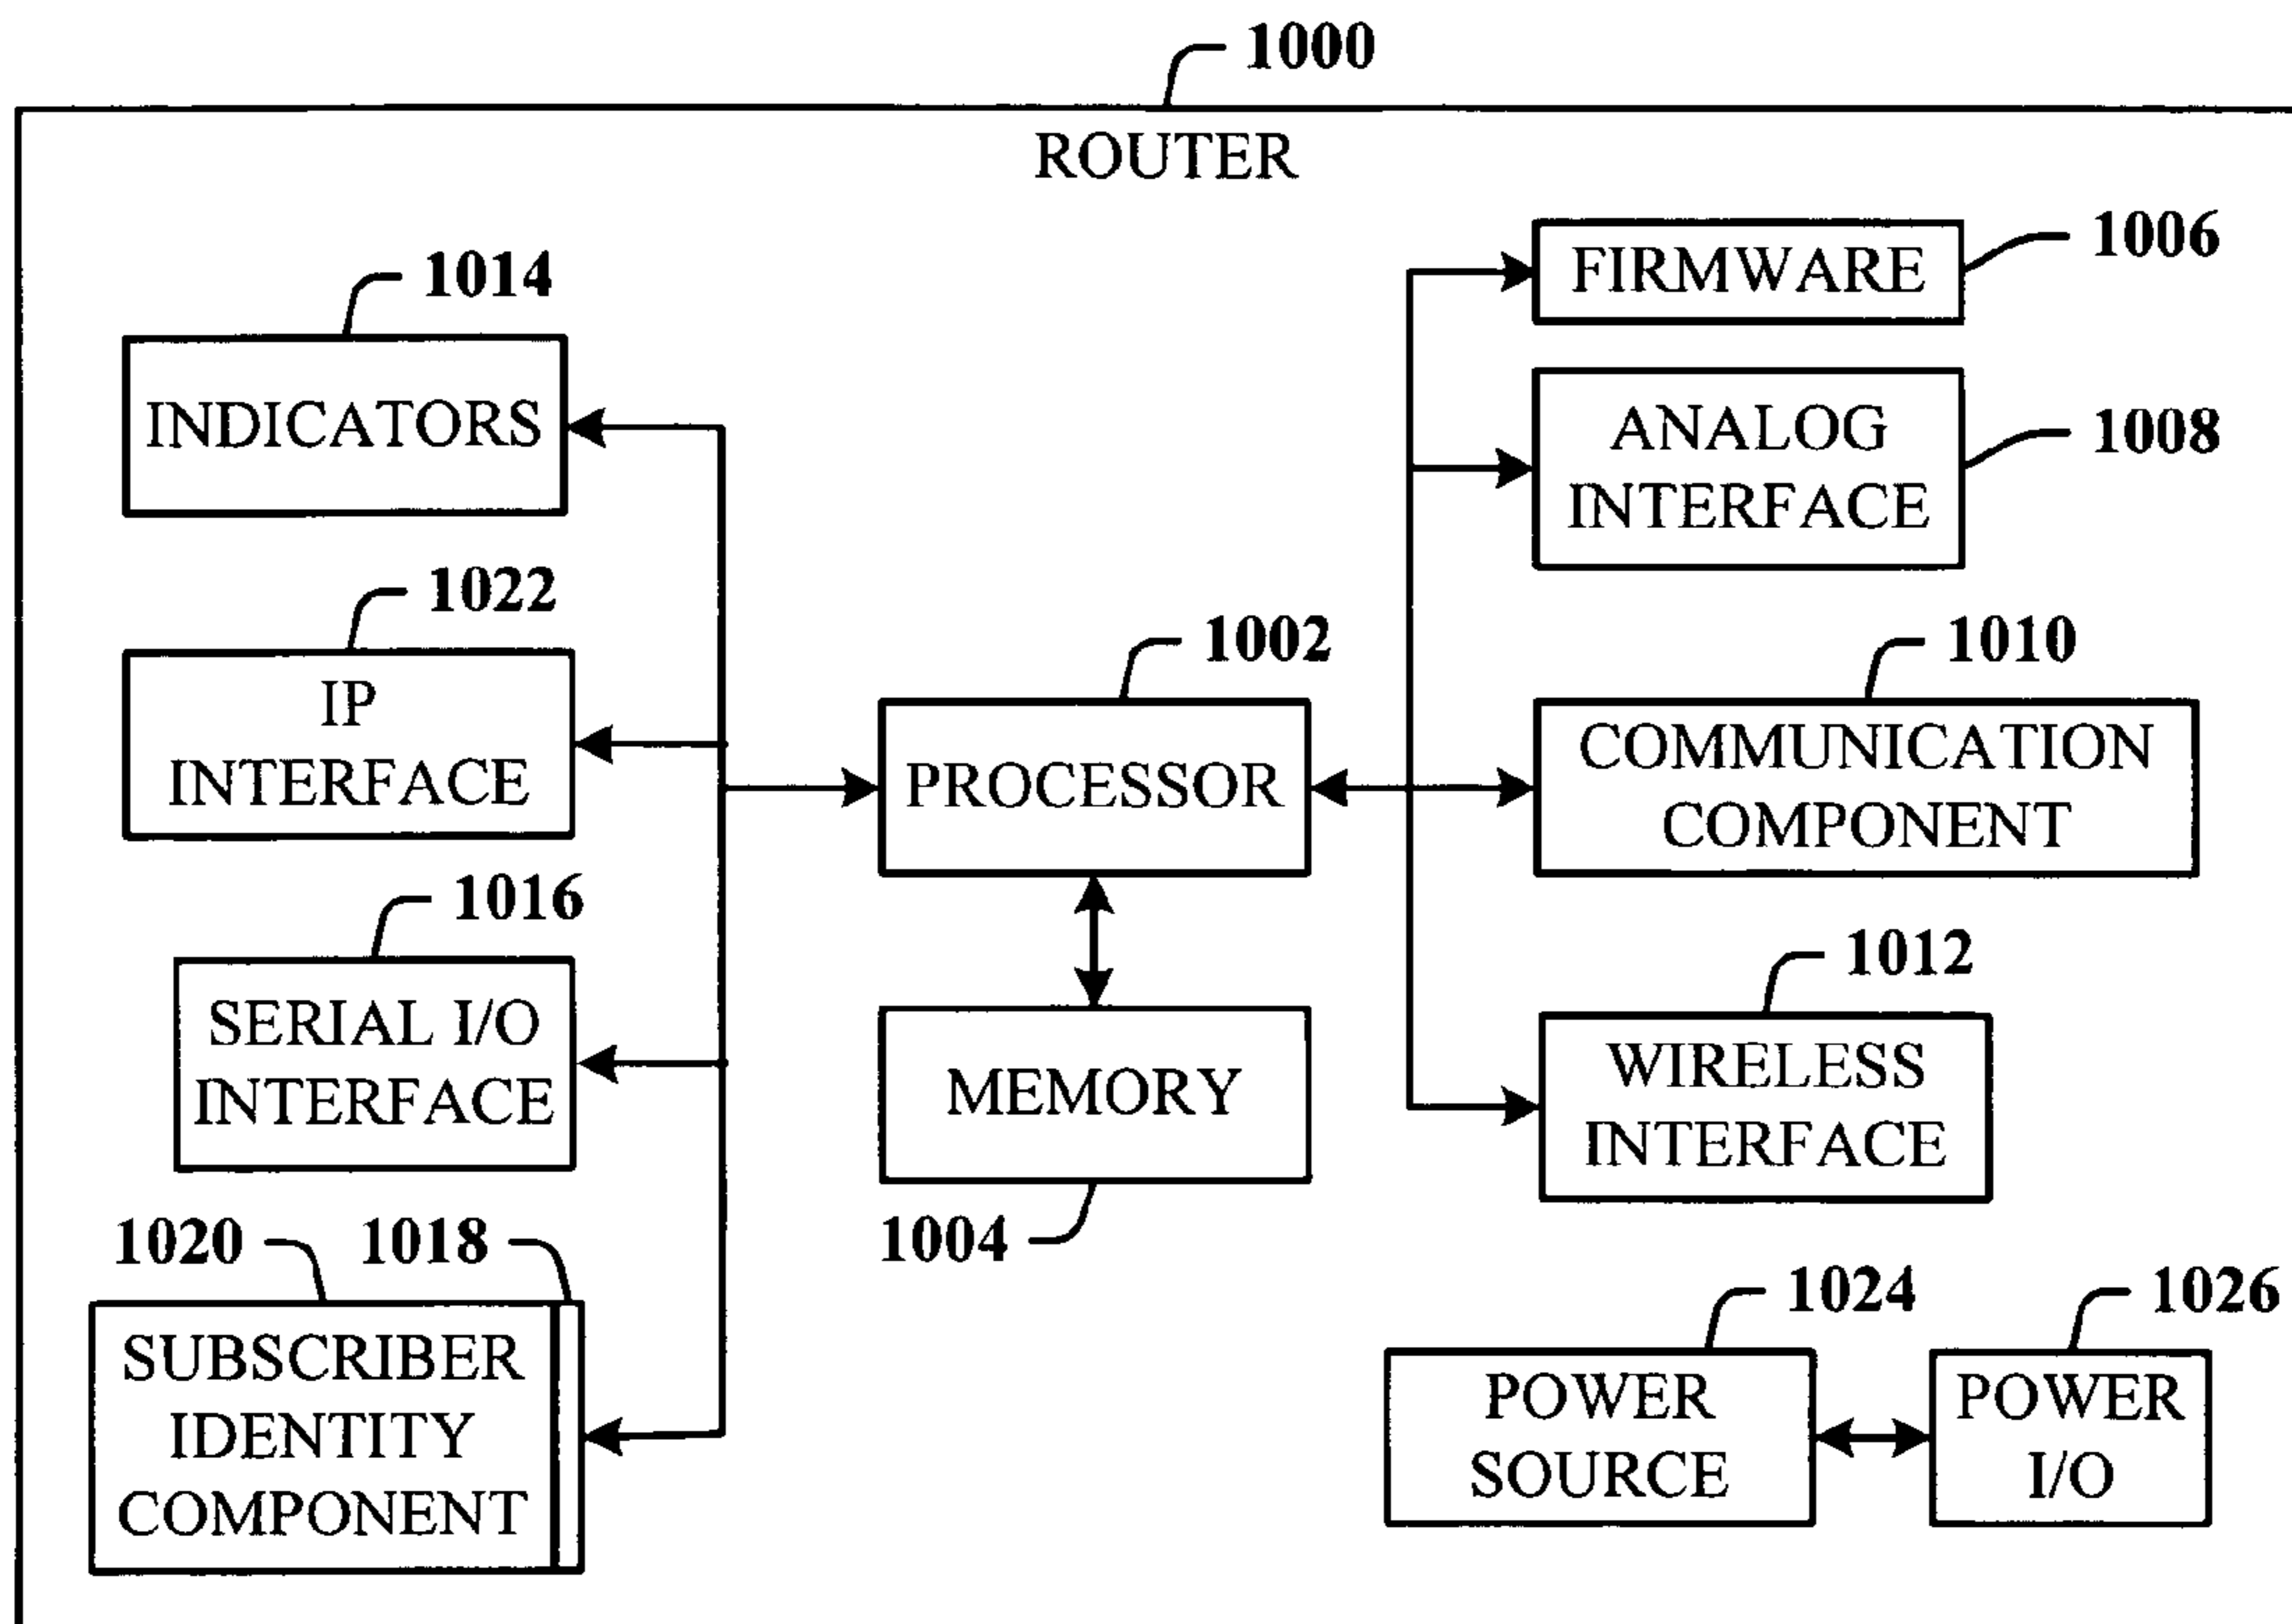 1000
ROUTER
1014
INDICATORS
1022
IP
INTERFACE
1016
SERIAL I/O
INTERFACE
1020
1018
SUBSCRIBER
IDENTITY
COMPONENT
1002
PROCESSOR
MEMORY
1004
FIRMWARE
1006
ANALOG
INTERFACE
1008
1010
COMMUNICATION
COMPONENT
1012
WIRELESS
INTERFACE
1024
POWER
SOURCE
1026
POWER
I/O